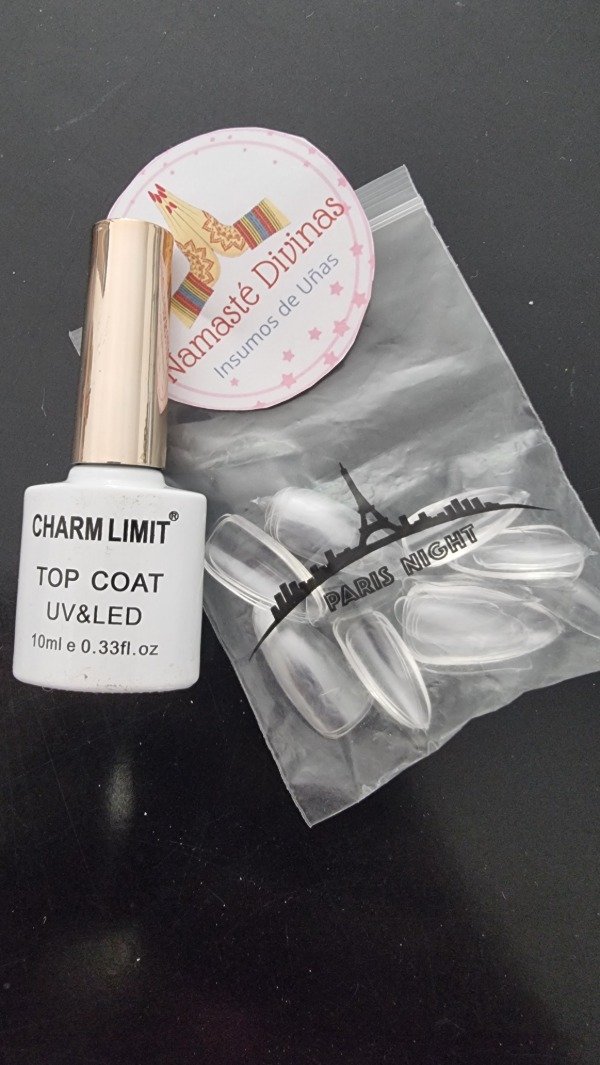 Namasté Divinas
Insumos de Uñas
CHARM LIMIT®
TOP COAT
UV&LED
10ml e 0.33fl.oz
PARIS NIGHT